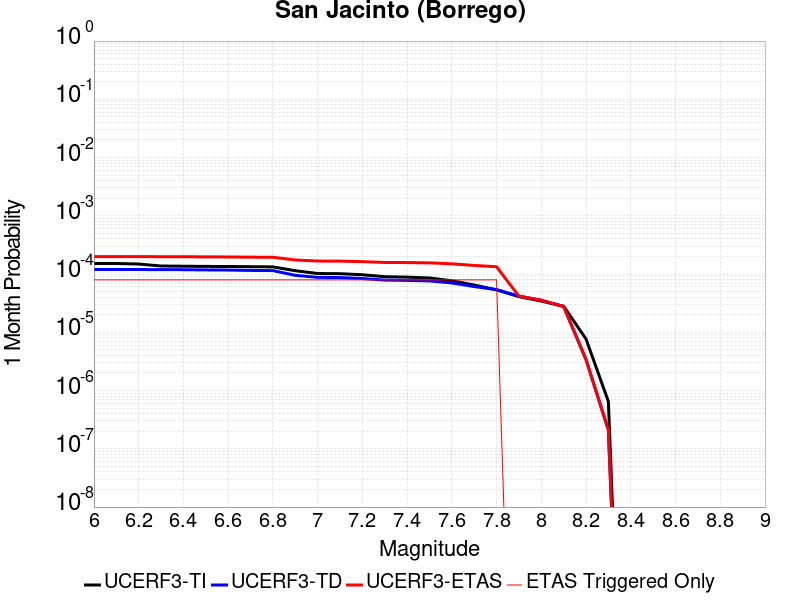 San Jacinto (Borrego)
10^0
10^-1
10^-2
10^-3
10^-4
10^-5
10^-6
10^-7
10^-8
1 Month Probability
6 6.2 6.4 6.6 6.8 7 7.2 7.4 7.6 7.8 8 8.2 8.4 8.6 8.8 9
Magnitude
UCERF3-TI UCERF3-TD UCERF3-ETAS ETAS Triggered Only